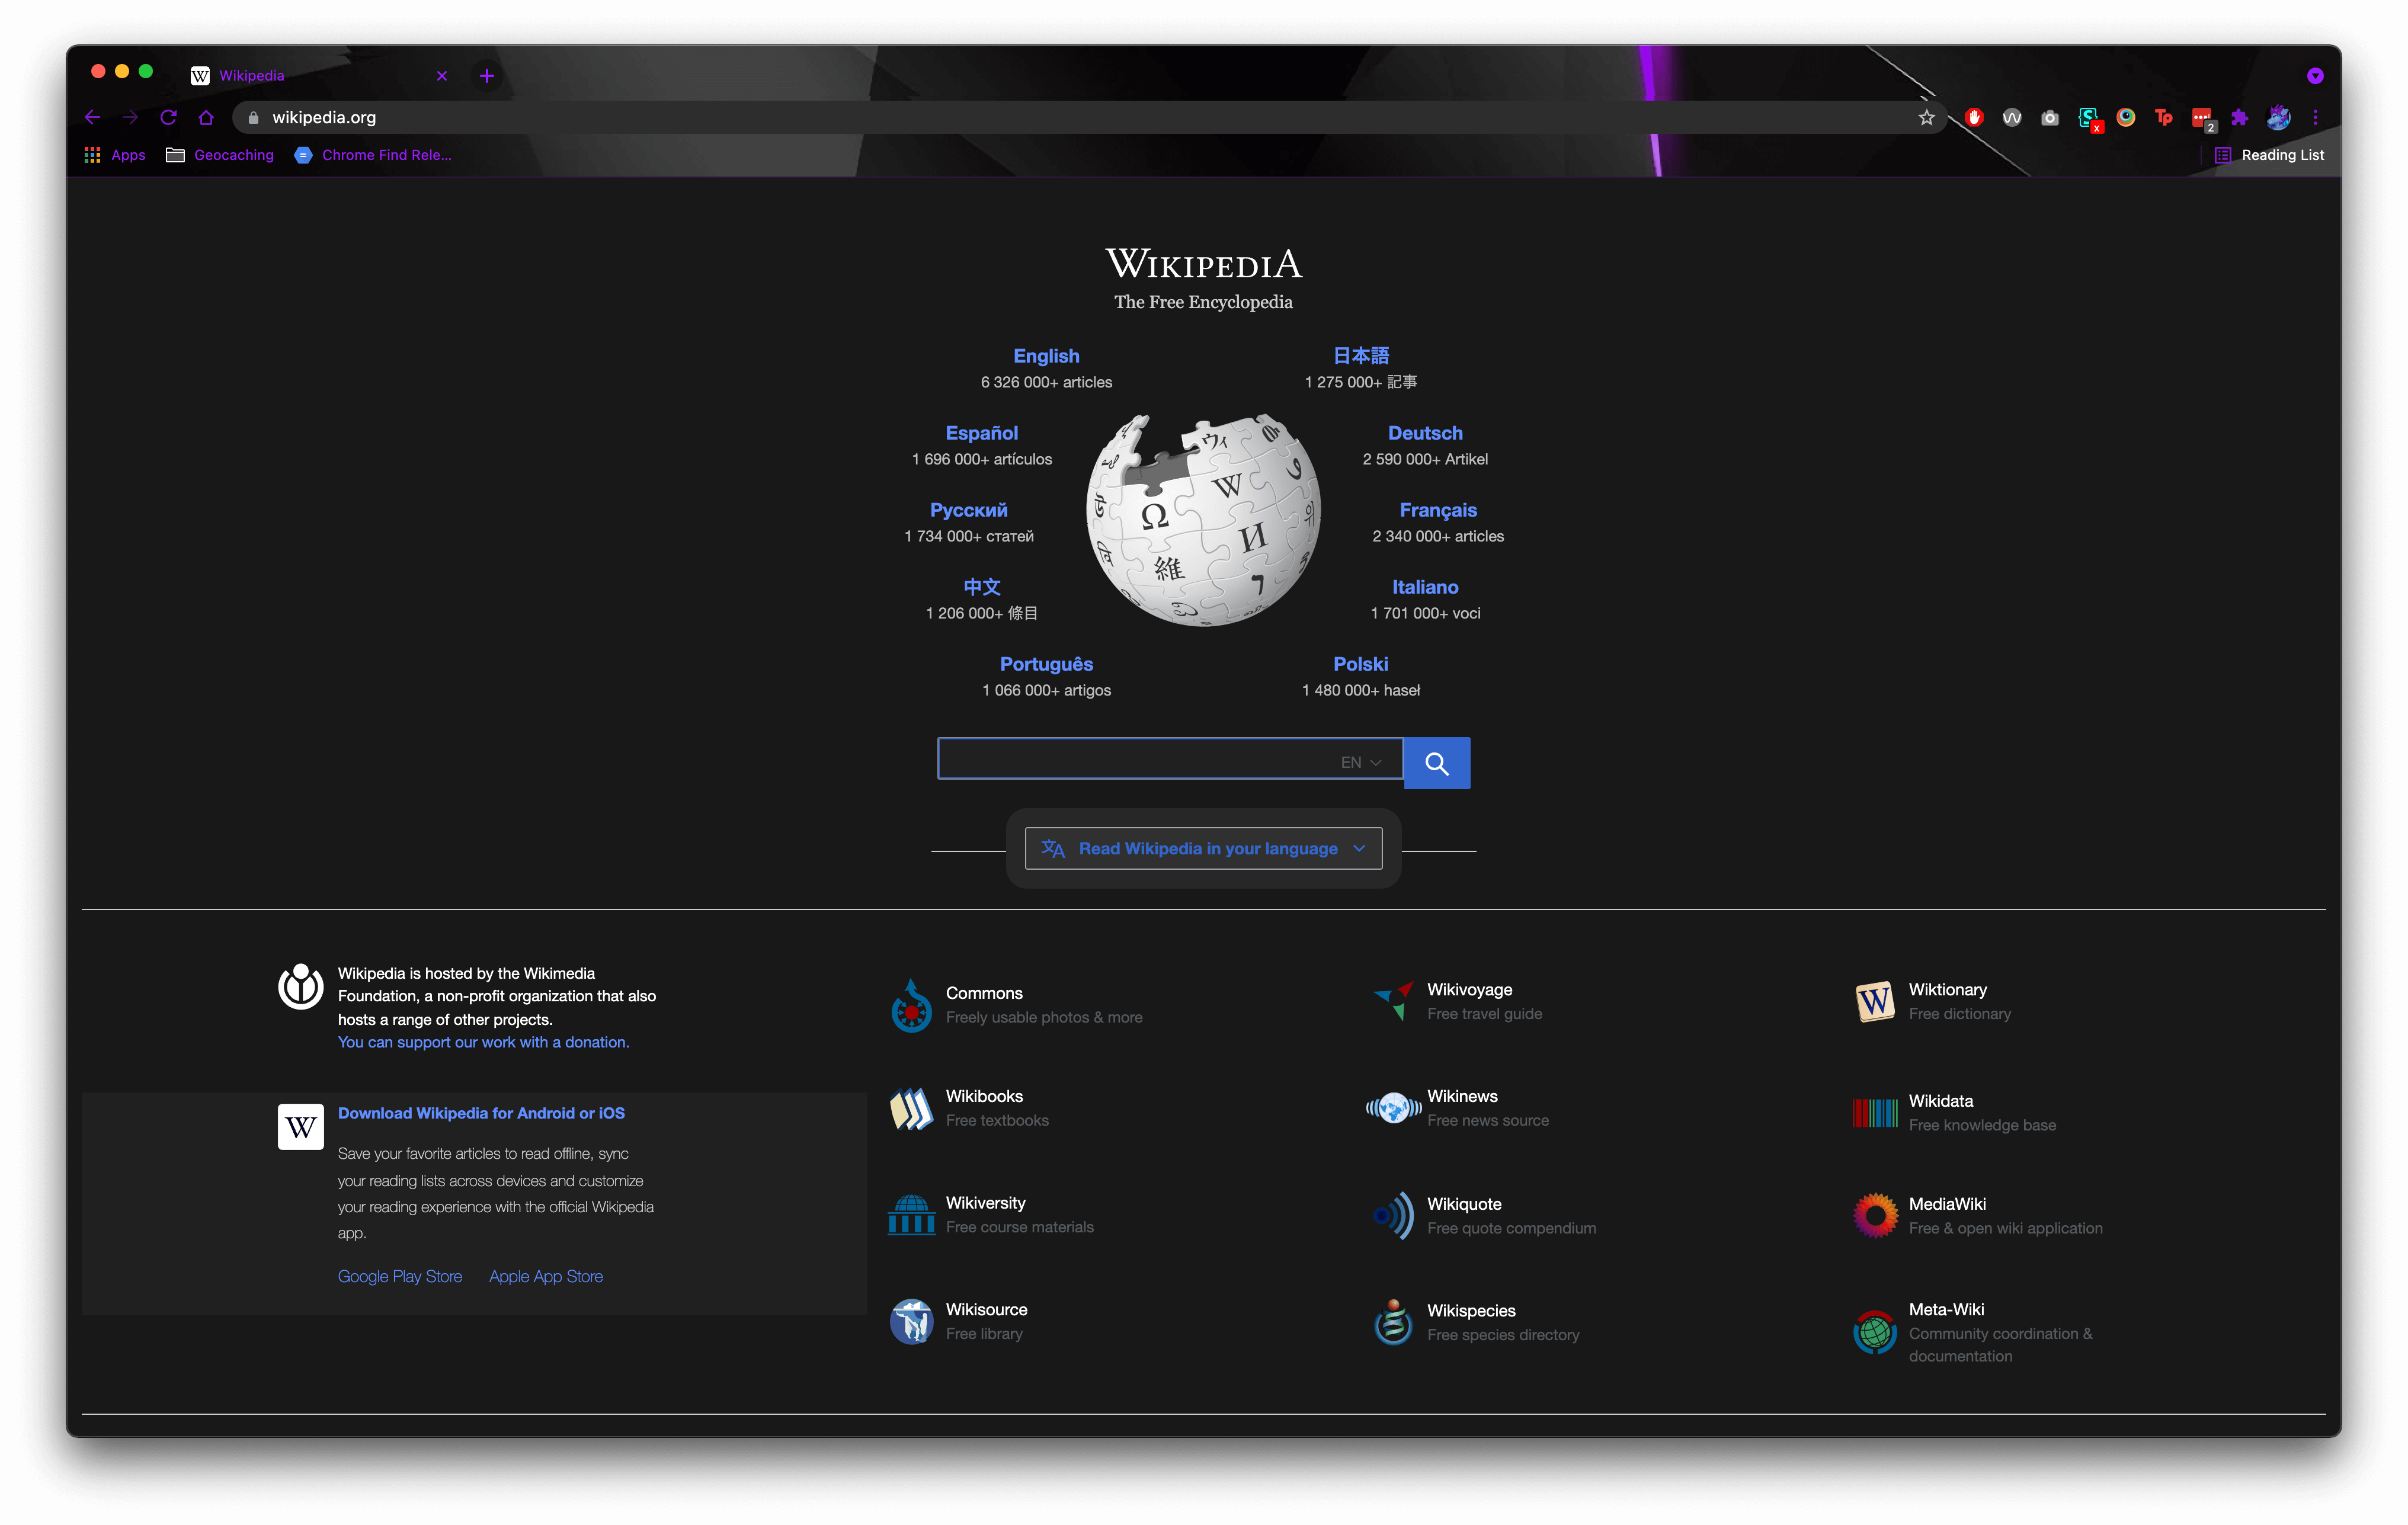 Wikipedia
wikipedia.org
Apps
Geocaching
Chrome Find Rele...
Reading List
WIKIPEDIA
The Free Encyclopedia
English
6 326 000+ articles
日本語
1 275 000+ 記事
Español
1 696 000+ artículos
Deutsch
2 590 000+ Artikel
Русский
1 734 000+ статей
Français
2 340 000+ articles
中文
1 206 000+ 條目
Italiano
1 701 000+ voci
Português
1 066 000+ artigos
Polski
1 480 000+ haseł
EN
Read Wikipedia in your language
Wikipedia is hosted by the Wikimedia
Foundation, a non-profit organization that also
hosts a range of other projects.
You can support our work with a donation.
Download Wikipedia for Android or iOS
Save your favorite articles to read offline, sync
your reading lists across devices and customize
your reading experience with the official Wikipedia
app.
Google Play Store
Apple App Store
Commons
Freely usable photos & more
Wikivoyage
Free travel guide
Wiktionary
Free dictionary
Wikibooks
Free textbooks
Wikinews
Free news source
Wikidata
Free knowledge base
Wikiversity
Free course materials
Wikiquote
Free quote compendium
MediaWiki
Free & open wiki application
Wikisource
Free library
Wikispecies
Free species directory
Meta-Wiki
Community coordination &
documentation